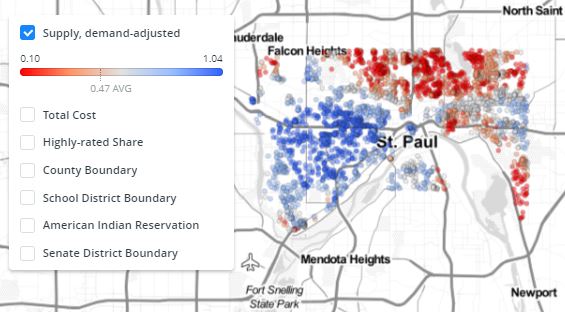 Supply, demand-adjusted
0.10 1.04
0.47 AVG
Total Cost
Highly-rated Share
County Boundary
School District Boundary
American Indian Reservation
Senate District Boundary
North Saint
uderdale
Falcon Heights
St. Paul
Mendota Heights
Fort Snelling
State Park
Newport